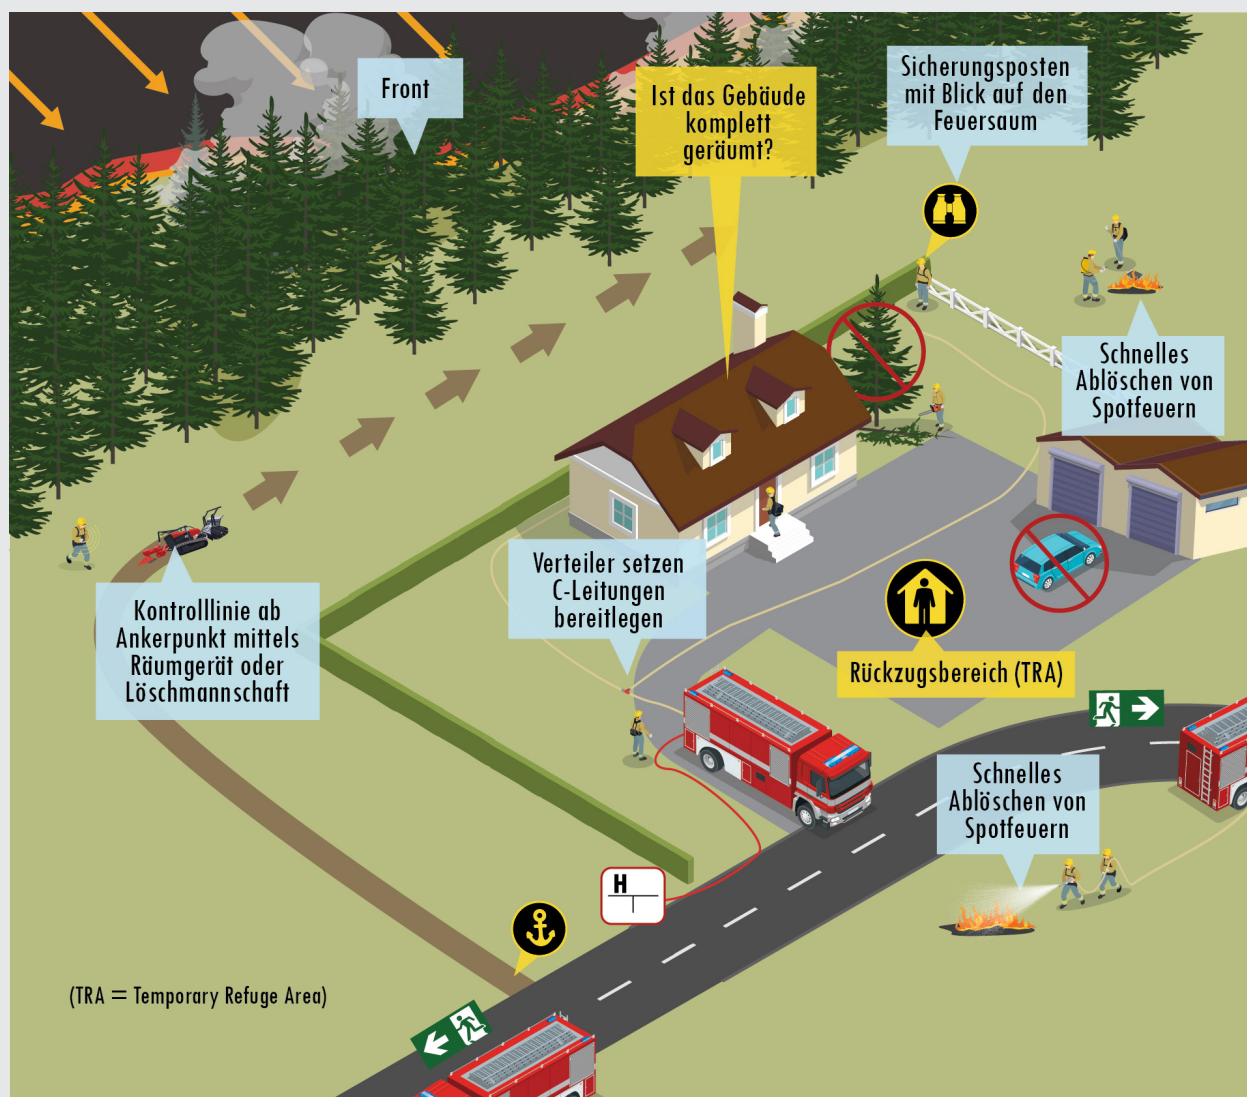 Front
Ist das Gebäude
komplett
geräumt?
Sicherungsposten
mit Blick auf den
Feuersaum
Schnelles
Ablöschen von
Spotfeuern
Verteiler setzen
C-Leitungen
bereitlegen
Kontrolllinie ab
Ankerpunkt mittels
Räumgerät oder
Löschmannschaft
Rückzugsbereich (TRA)
Schnelles
Ablöschen von
Spotfeuern
H
(TRA = Temporary Refuge Area)